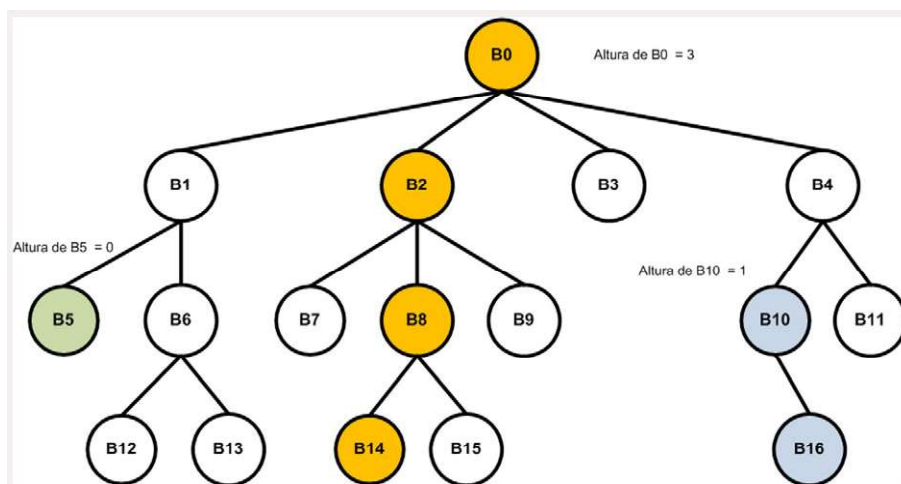 B0
Altura de B0 = 3
B1
B2
B3
B4
Altura de B5 = 0
Altura de B10 = 1
B5
B6
B7
B8
B9
B10
B11
B12
B13
B14
B15
B16